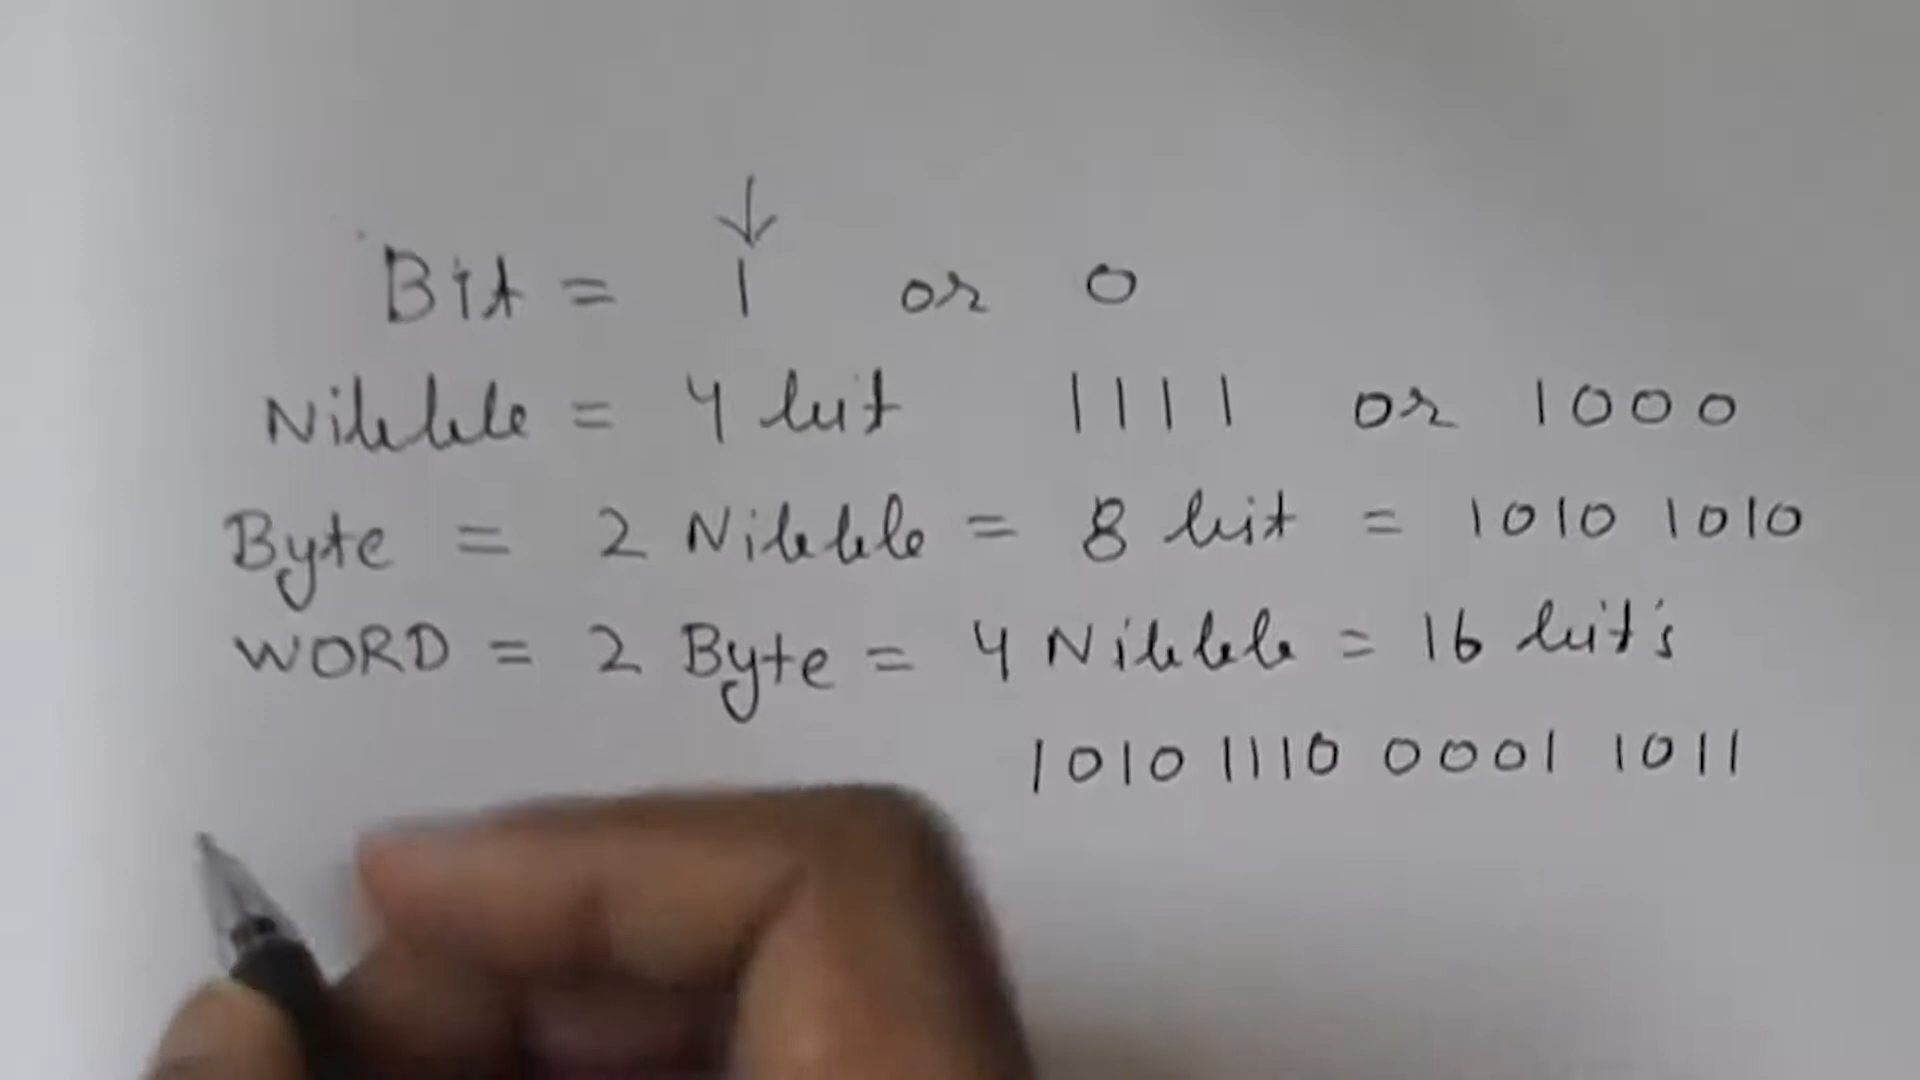 Bit = 1 or 0
Nibble = 4 bit 1111 or 1000
Byte = 2 Nibble = 8 bit = 1010 1010
WORD = 2 Byte = 4 Nibble = 16 bit's
1010 1110 0001 1011